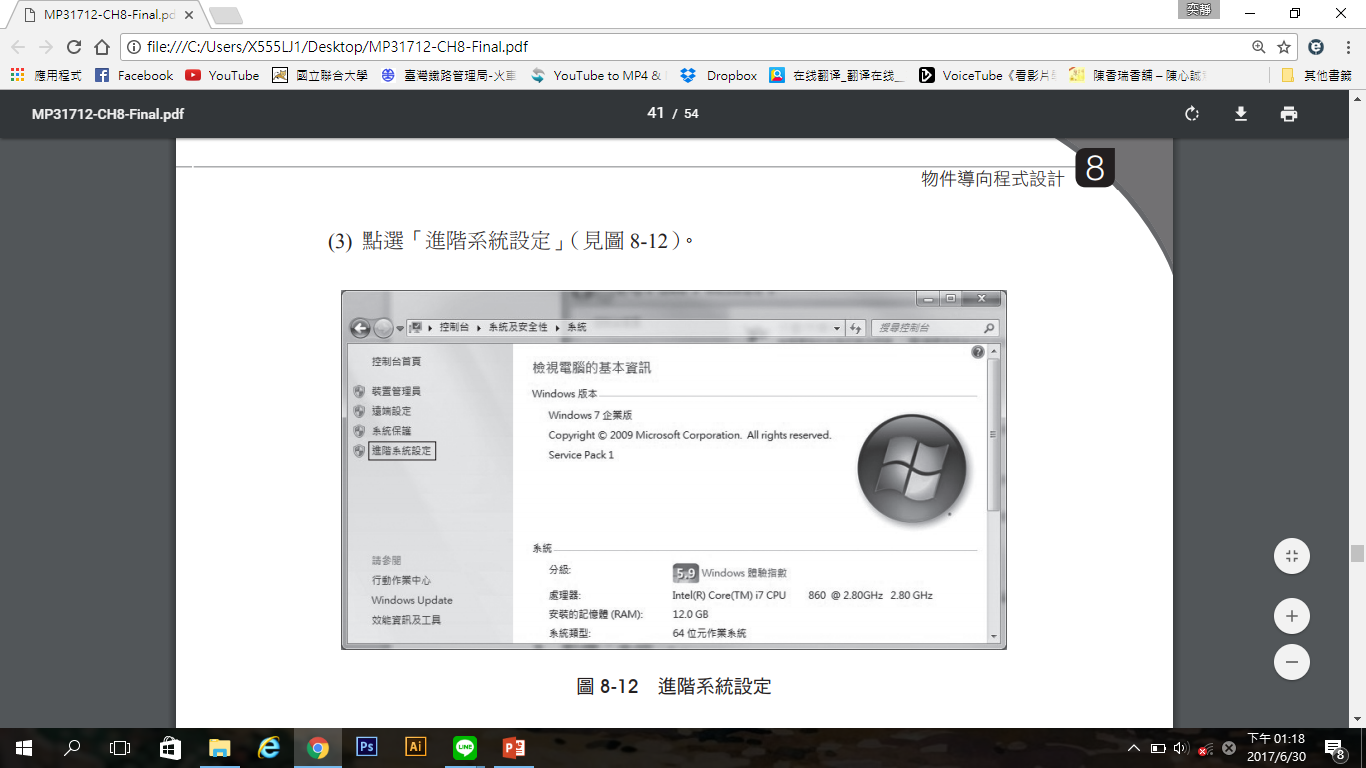 MP31712-CH8-Final.pd
奕靜
file:///C:/Users/X555LJ1/Desktop/MP31712-CH8-Final.pdf
應用程式 Facebook YouTube 國立聯合大學 臺灣鐵路管理局-火車 YouTube to MP4 & Dropbox 在线翻译_翻译在线_ VoiceTube《看影片 陳香瑞香舖 – 陳心誠 其他書籤
MP31712-CH8-Final.pdf 41 / 54
物件導向程式設計 8
(3) 點選「進階系統設定」(見圖 8-12)。
控制台 系統及安全性 系統 搜尋控制台
控制台首頁
裝置管理員
遠端設定
系統保護
進階系統設定
請參閱
行動作業中心
Windows Update
效能資訊及工具
檢視電腦的基本資訊
Windows 版本
Windows 7 企業版
Copyright © 2009 Microsoft Corporation. All rights reserved.
Service Pack 1
系統
分級: 5.9 Windows 體驗指數
處理器: Intel(R) Core(TM) i7 CPU 860 @ 2.80GHz 2.80 GHz
安裝的記憶體 (RAM): 12.0 GB
系統類型: 64 位元作業系統
圖 8-12 進階系統設定
Ps Ai LINE P
下午 01:18
2017/6/30
8